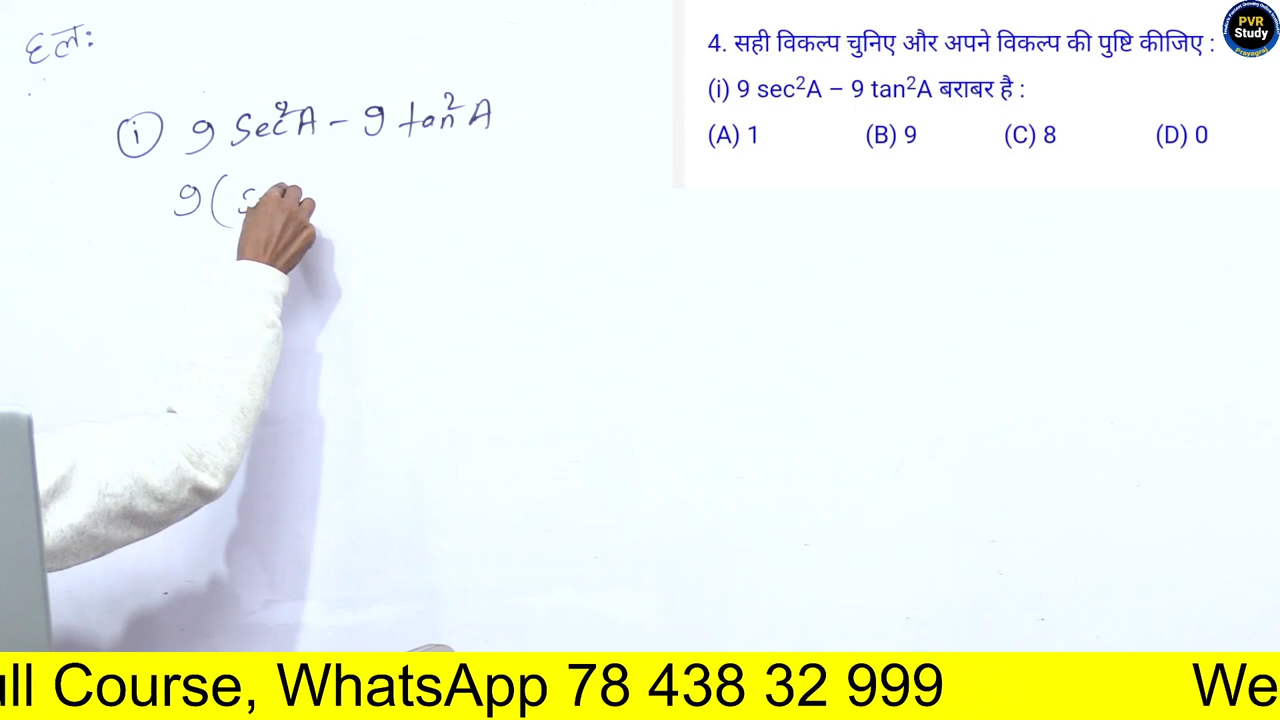 हल:
(i) 9 sec²A - 9 tan²A
9(
4. सही विकल्प चुनिए और अपने विकल्प की पुष्टि कीजिए :
(i) 9 sec²A – 9 tan²A बराबर है :
(A) 1 (B) 9 (C) 8 (D) 0
PVR
Study
Prayagraj
ull Course, WhatsApp 78 438 32 999 We